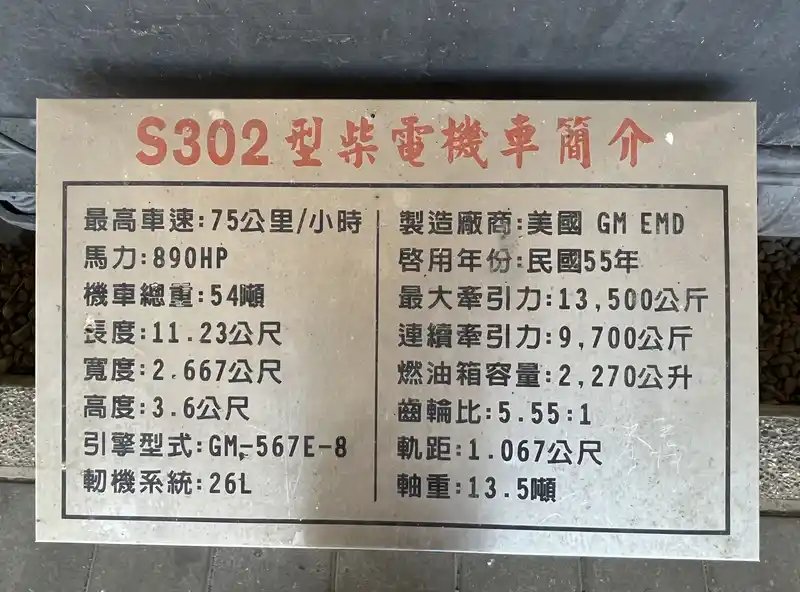 S302型柴電機車簡介
最高車速:75公里/小時
馬力:890HP
機車總重:54噸
長度:11.23公尺
寬度:2.667公尺
高度:3.6公尺
引擎型式:GM-567E-8
軔機系統:26L
製造廠商:美國 GM EMD
啓用年份:民國55年
最大牽引力:13,500公斤
連續牽引力:9,700公斤
燃油箱容量:2,270公升
齒輪比:5.55:1
軌距:1.067公尺
軸重:13.5噸